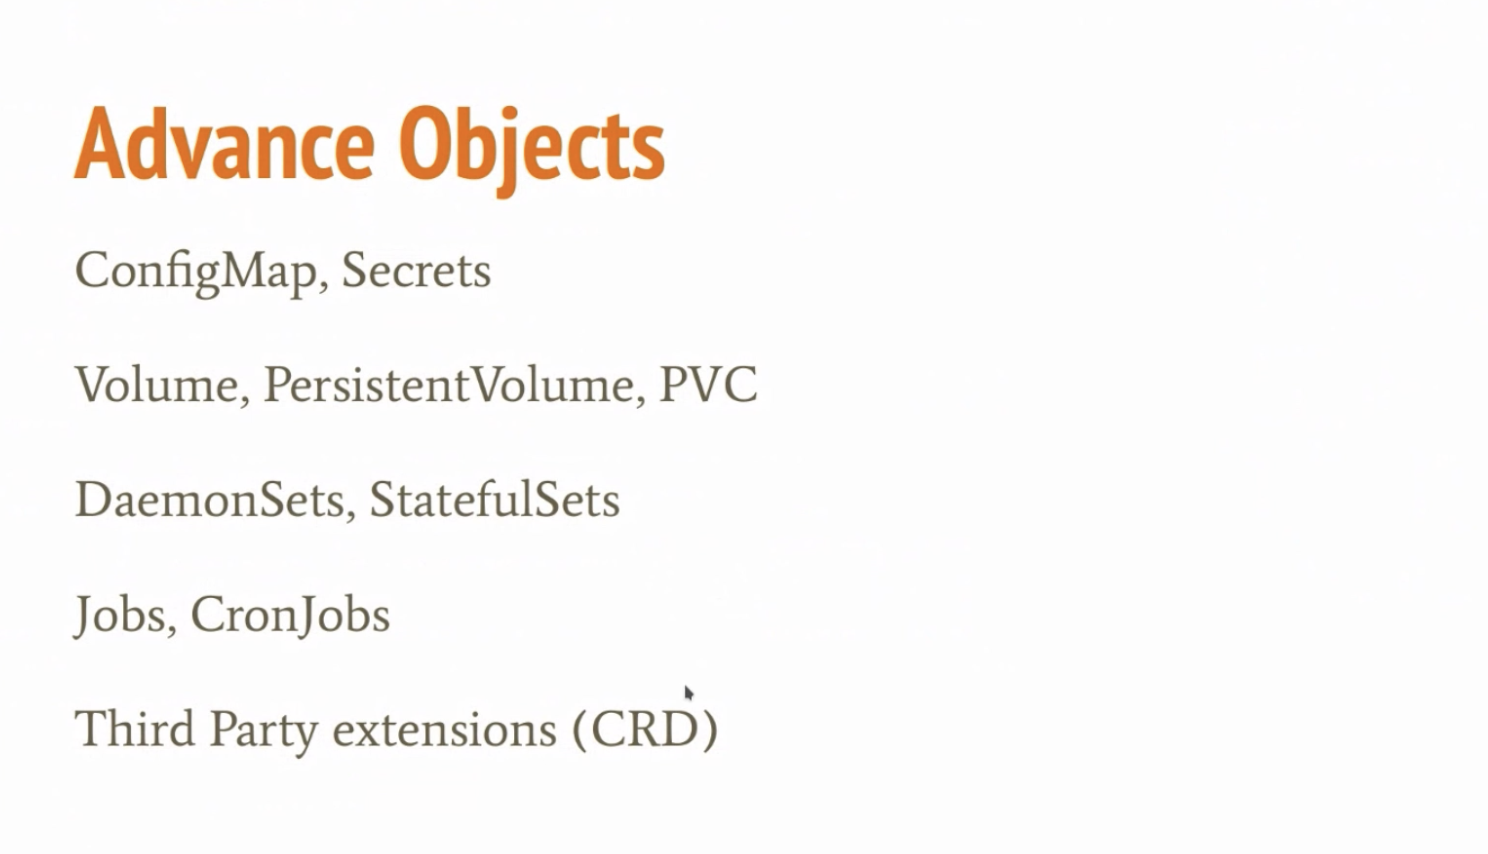 Advance Objects
ConfigMap, Secrets
Volume, PersistentVolume, PVC
DaemonSets, StatefulSets
Jobs, CronJobs
Third Party extensions (CRD)